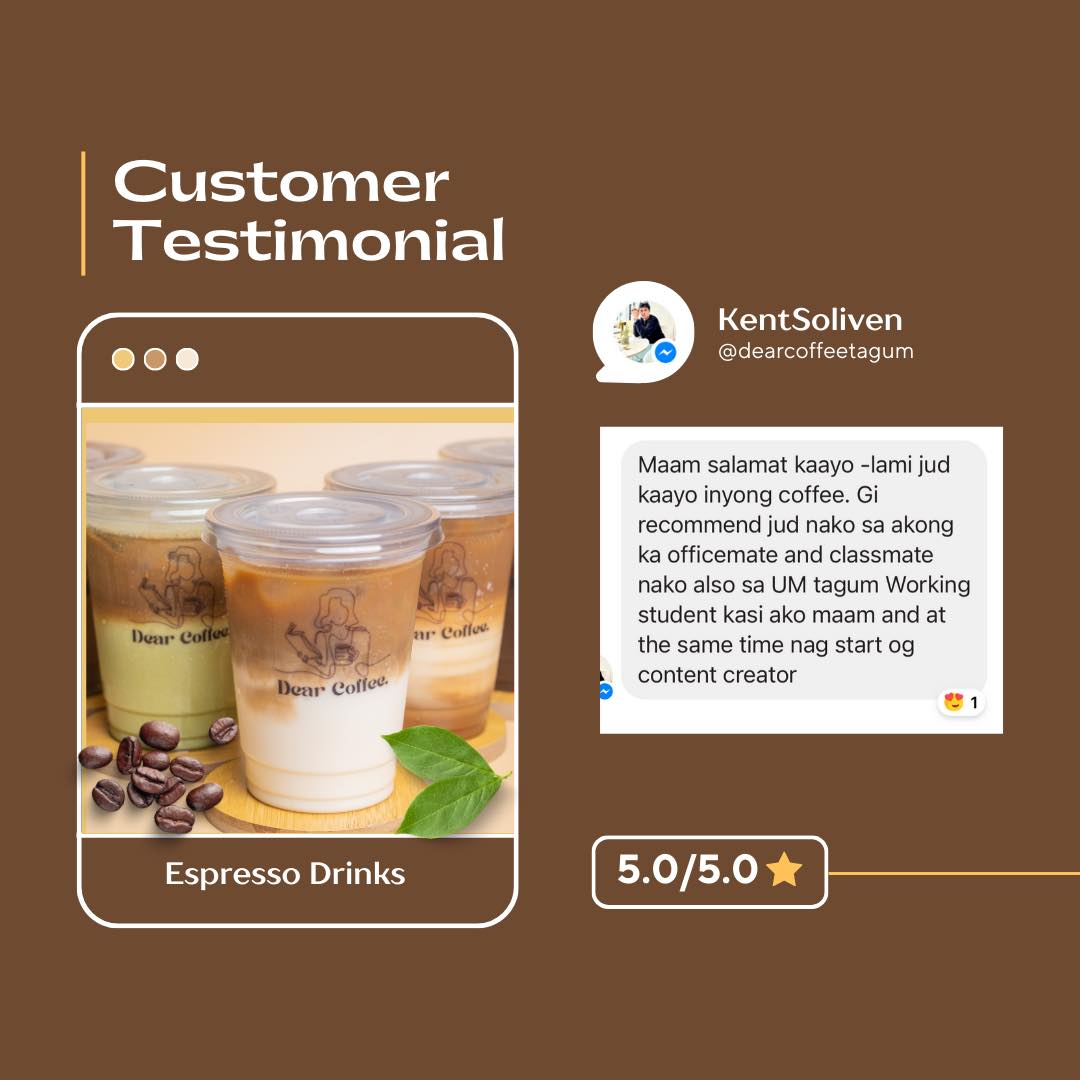 Customer
Testimonial
KentSoliven
@dearcoffeetagum
Maam salamat kaayo -lami jud
kaayo inyong coffee. Gi
recommend jud nako sa akong
ka officemate and classmate
nako also sa UM tagum Working
student kasi ako maam and at
the same time nag start og
content creator
😍 1
Dear Coffee.
Dear Coffee.
ar Coffee.
Espresso Drinks
5.0/5.0